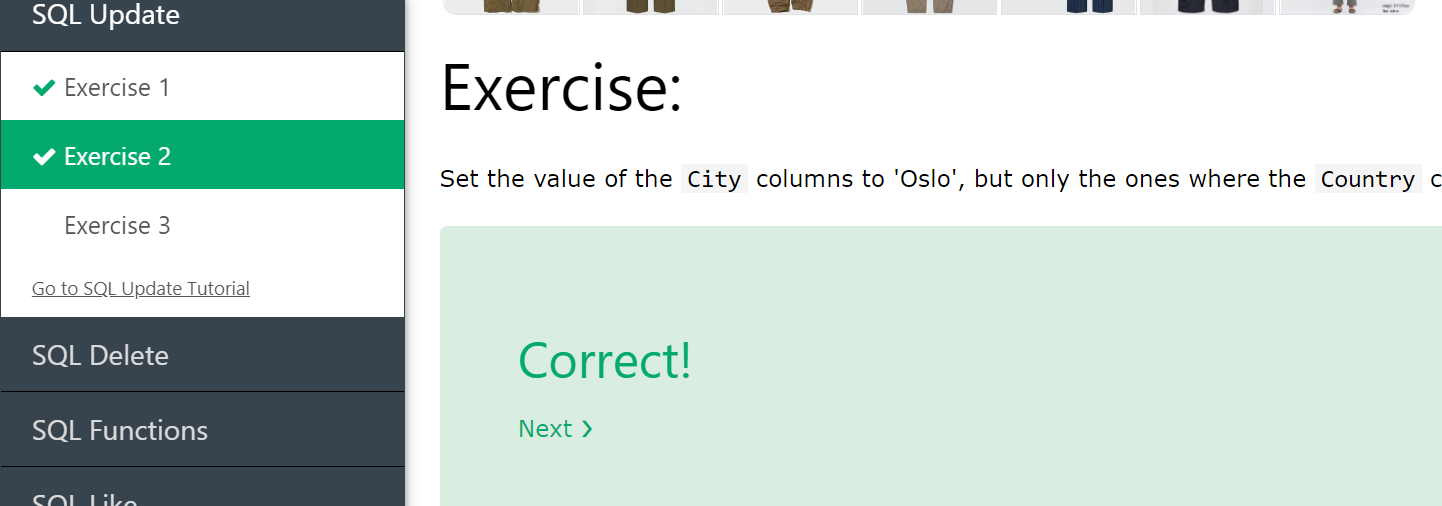 SQL Update
Exercise 1
Exercise 2
Exercise 3
Go to SQL Update Tutorial
SQL Delete
SQL Functions
SQL Like
Exercise:
Set the value of the City columns to 'Oslo', but only the ones where the Country c
Correct!
Next ❯